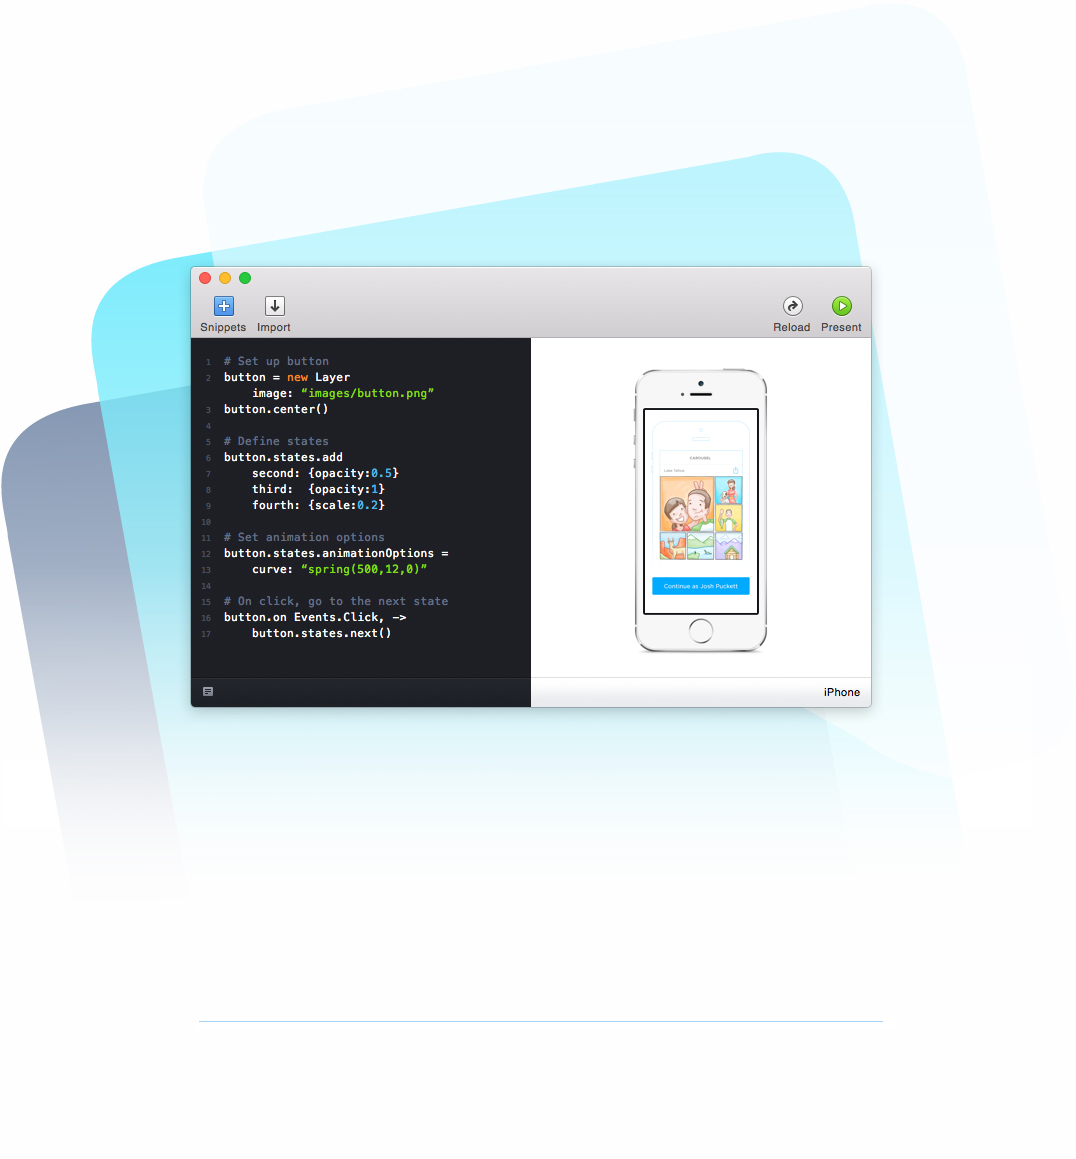 Snippets
Import
Reload
Present
1 # Set up button
2 button = new Layer
image: “images/button.png”
3 button.center()
4
5 # Define states
6 button.states.add
7 second: {opacity:0.5}
8 third:  {opacity:1}
9 fourth: {scale:0.2}
10
11 # Set animation options
12 button.states.animationOptions =
13 curve: “spring(500,12,0)”
14
15 # On click, go to the next state
16 button.on Events.Click, ->
17 button.states.next()
CAROUSEL
Lake Tahoe
Continue as Josh Puckett
iPhone